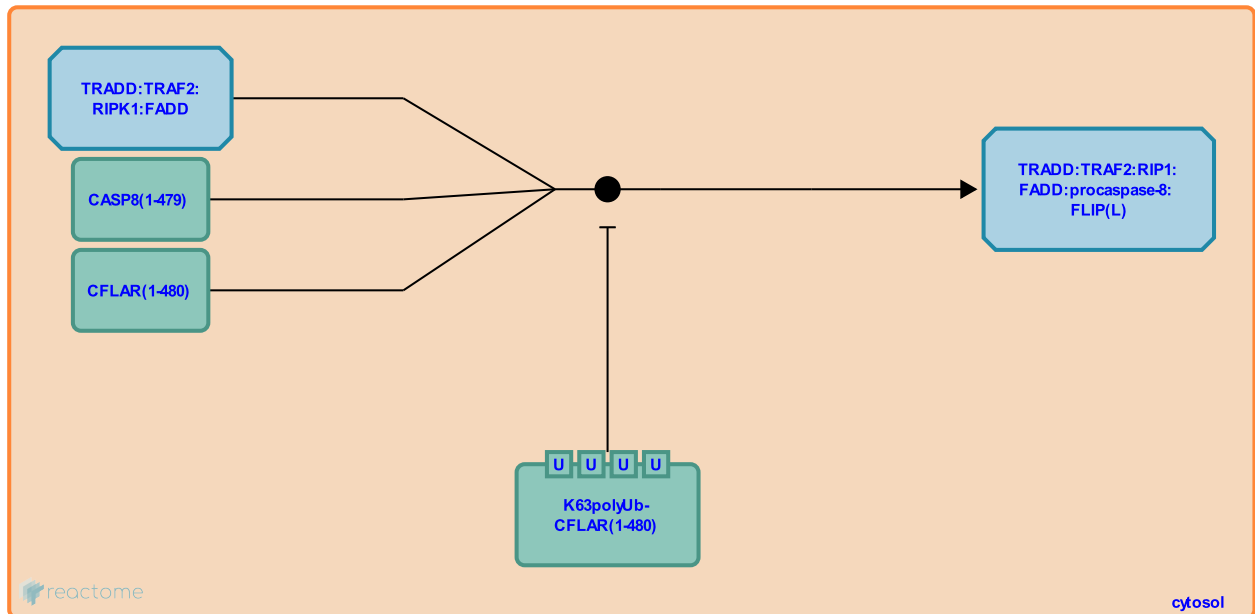 TRADD:TRAF2:
RIPK1:FADD
CASP8(1-479)
CFLAR(1-480)
TRADD:TRAF2:RIP1:
FADD:procaspase-8:
FLIP(L)
U U U U
K63polyUb-
CFLAR(1-480)
reactome
cytosol